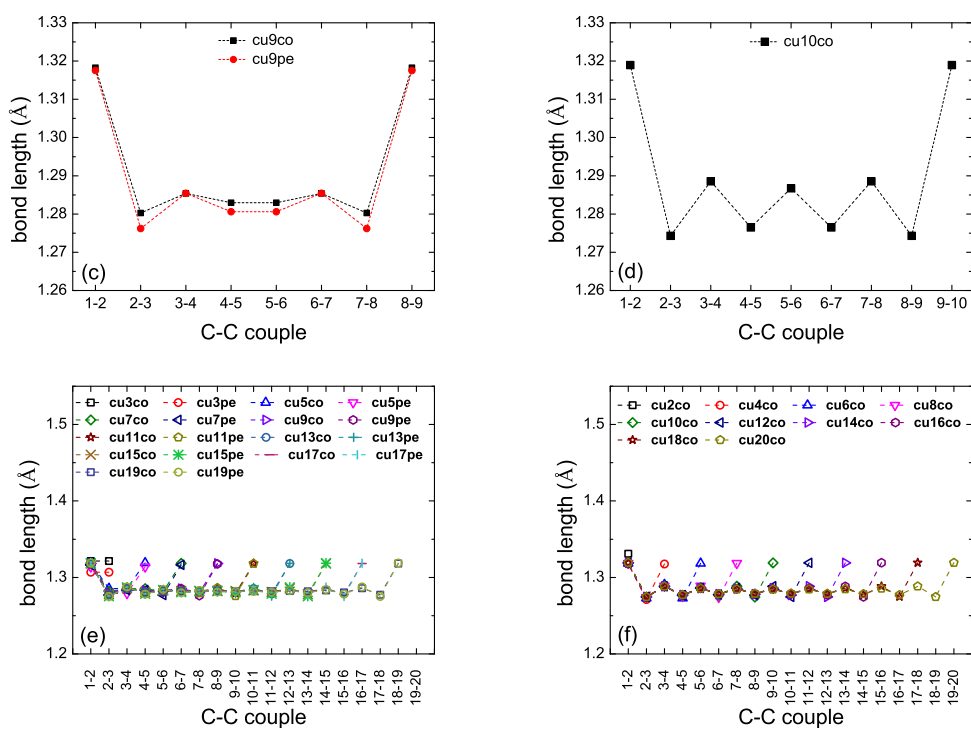 1.33
1.32
1.31
1.30
1.29
1.28
1.27
1.26
bond length (Å)
cu9co
cu9pe
(c)
1-2 2-3 3-4 4-5 5-6 6-7 7-8 8-9
C-C couple
1.33
1.32
1.31
1.30
1.29
1.28
1.27
1.26
bond length (Å)
cu10co
(d)
1-2 2-3 3-4 4-5 5-6 6-7 7-8 8-9 9-10
C-C couple
1.5
1.4
1.3
1.2
bond length (Å)
cu3co cu3pe cu5co cu5pe
cu7co cu7pe cu9co cu9pe
cu11co cu11pe cu13co cu13pe
cu15co cu15pe cu17co cu17pe
cu19co cu19pe
(e)
1-2 2-3 3-4 4-5 5-6 6-7 7-8 8-9 9-10 10-11 11-12 12-13 13-14 14-15 15-16 16-17 17-18 18-19 19-20
C-C couple
1.5
1.4
1.3
1.2
bond length (Å)
cu2co cu4co cu6co cu8co
cu10co cu12co cu14co cu16co
cu18co cu20co
(f)
1-2 2-3 3-4 4-5 5-6 6-7 7-8 8-9 9-10 10-11 11-12 12-13 13-14 14-15 15-16 16-17 17-18 18-19 19-20
C-C couple